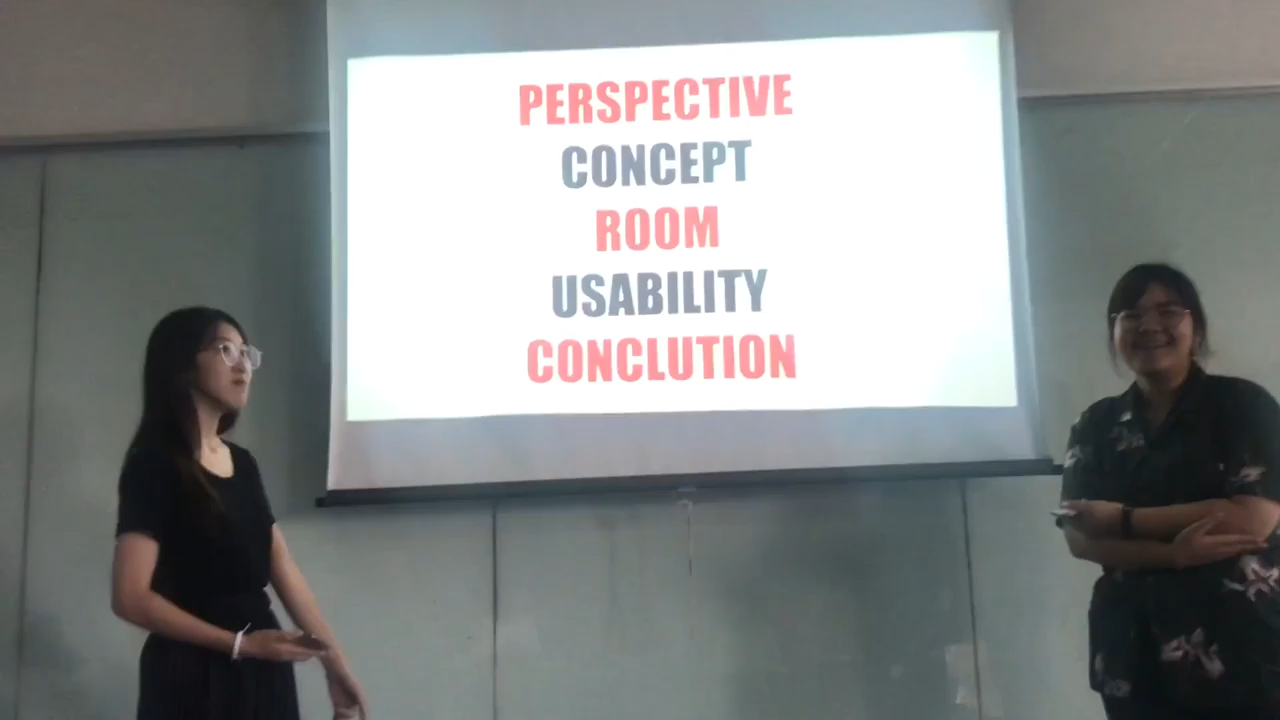 PERSPECTIVE
CONCEPT
ROOM
USABILITY
CONCLUTION